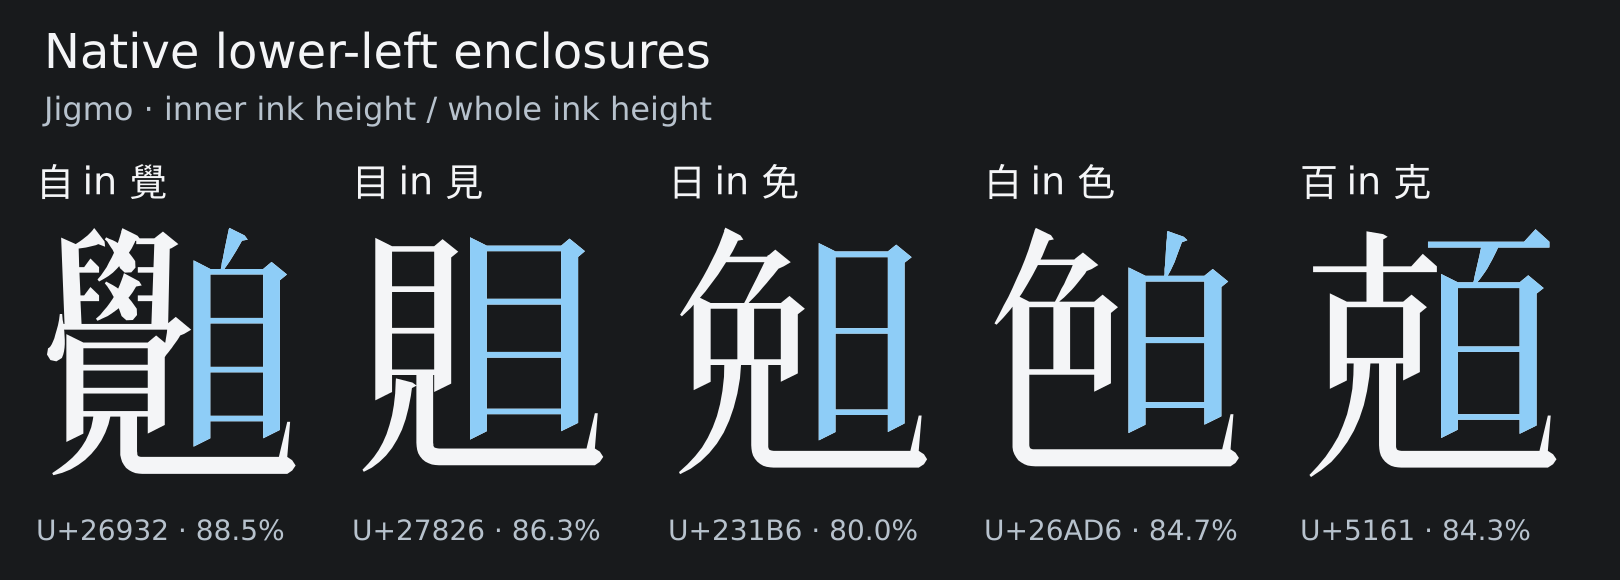 Native lower-left enclosures
Jigmo · inner ink height / whole ink height
自 in 覺
目 in 見
日 in 免
白 in 色
百 in 克
𦤲 𧠦 𣆶 𦫖 兡
U+26932 · 88.5%
U+27826 · 86.3%
U+231B6 · 80.0%
U+26AD6 · 84.7%
U+5161 · 84.3%